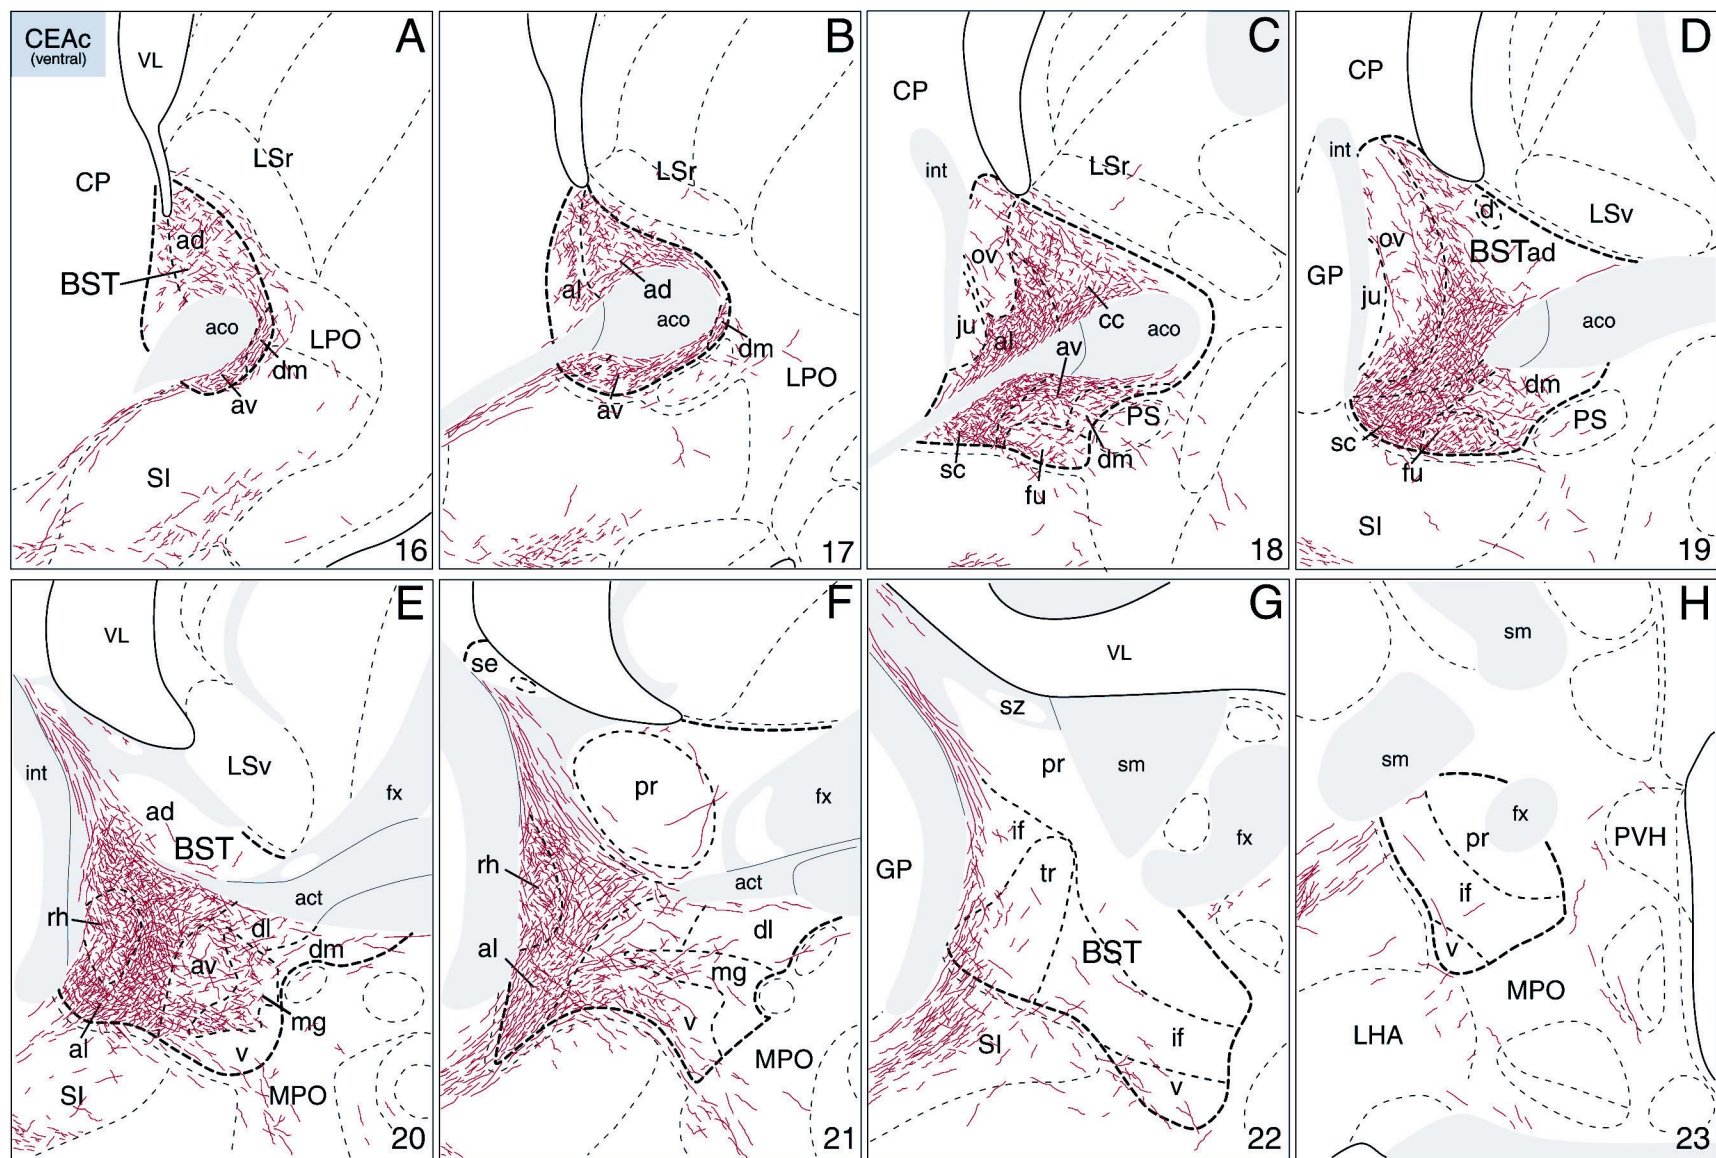 CEAc
(ventral)
A
VL
LSr
CP
ad
BST
aco
LPO
dm
av
SI
16
B
LSr
al
ad
aco
dm
LPO
av
17
C
CP
int
LSr
ov
ju
al
cc
aco
av
PS
sc
dm
fu
18
D
CP
int
d
LSv
ov
BSTad
GP
ju
aco
dm
sc
PS
fu
SI
19
E
VL
int
LSv
fx
ad
BST
act
rh
dl
dm
av
mg
al
v
SI
MPO
20
F
se
pr
fx
rh
act
al
dl
mg
v
MPO
21
G
VL
sz
pr
sm
if
fx
GP
tr
BST
SI
if
v
22
H
sm
sm
fx
pr
PVH
if
v
MPO
LHA
23